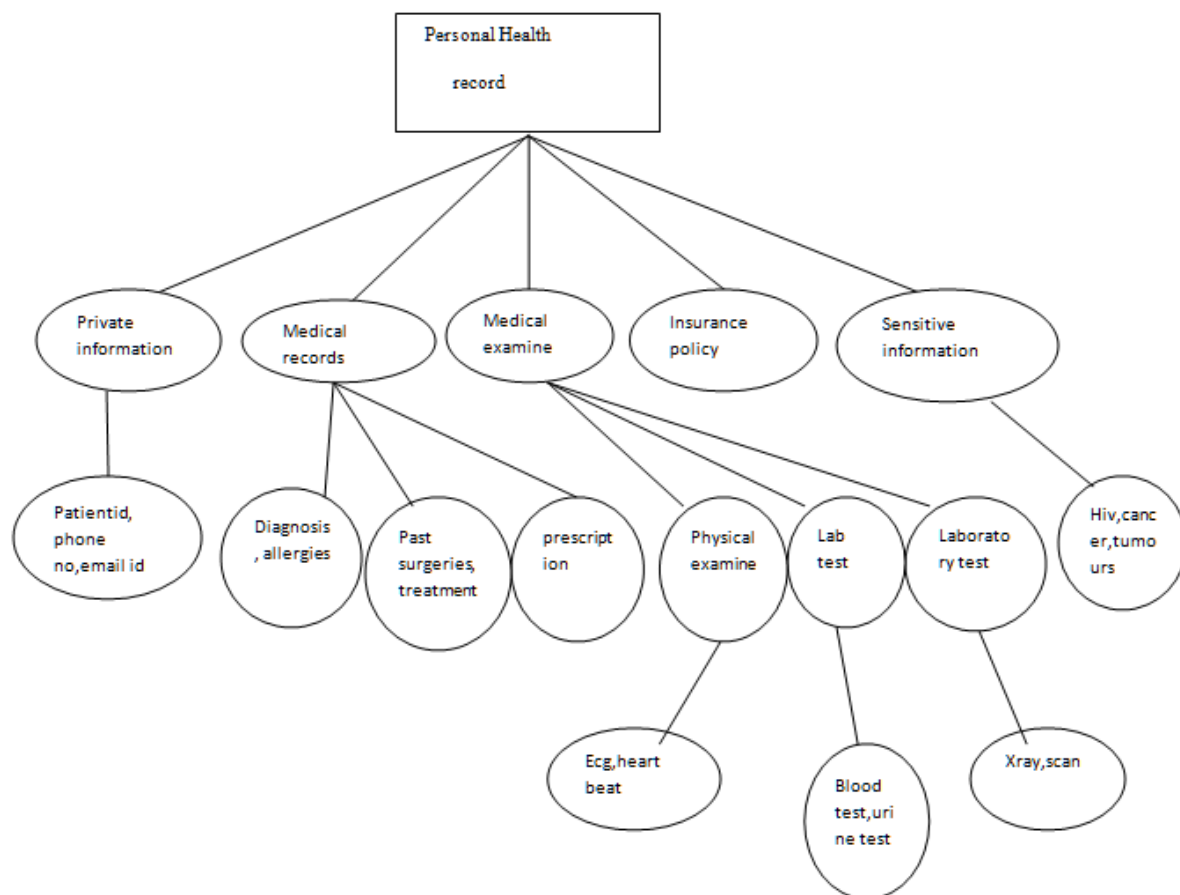 Personal Health
record
Private
information
Medical
records
Medical
examine
Insurance
policy
Sensitive
information
Patientid,
phone
no,email id
Diagnosis
, allergies
Past
surgeries,
treatment
prescript
ion
Physical
examine
Lab
test
Laborato
ry test
Hiv,canc
er,tumo
urs
Ecg,heart
beat
Blood
test,uri
ne test
Xray,scan